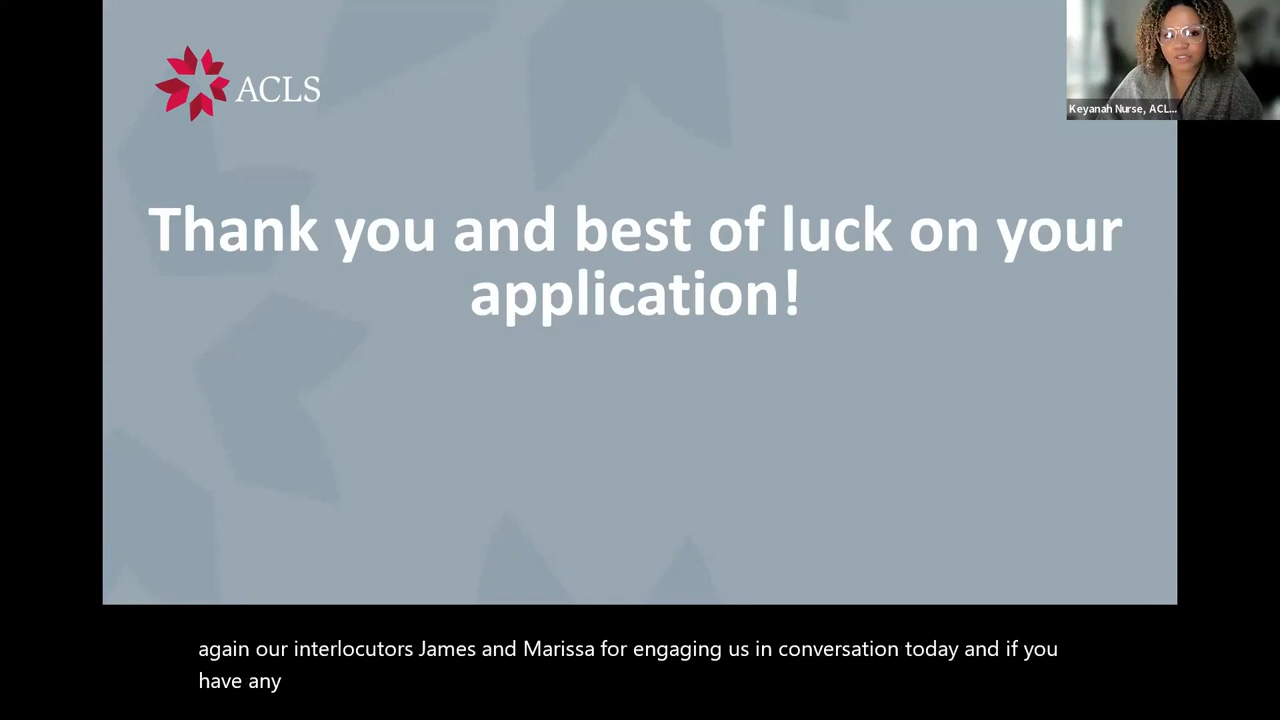 ACLS
Keyanah Nurse, ACL...
Thank you and best of luck on your
application!
again our interlocutors James and Marissa for engaging us in conversation today and if you
have any